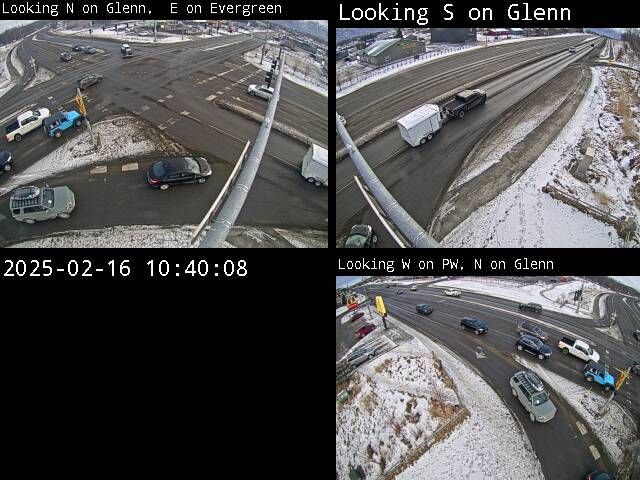 Looking N on Glenn,  E on Evergreen
Looking S on Glenn
2025-02-16 10:40:08
Looking W on PW, N on Glenn